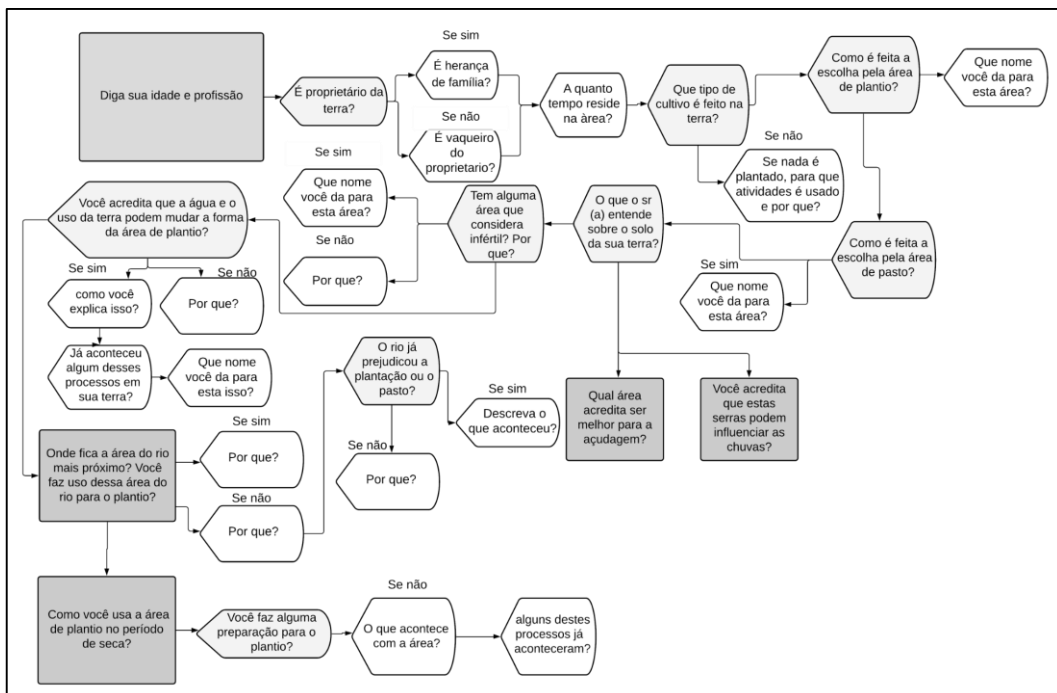 Diga sua idade e profissão
É proprietário da
terra?
Se sim
É herança
de família?
Se não
É vaqueiro
do
proprietario?
A quanto
tempo reside
na àrea?
Que tipo de
cultivo é feito na
terra?
Se não
Se nada é
plantado, para que
atividades é usado
e por que?
Como é feita a
escolha pela área
de plantio?
Que nome
você da para
esta área?
Como é feita a
escolha pela área
de pasto?
Se sim
Que nome
você da para
esta área?
O que o sr
(a) entende
sobre o solo
da sua terra?
Qual área
acredita ser
melhor para a
açudagem?
Você acredita
que estas
serras podem
influenciar as
chuvas?
Tem alguma
área que
considera
infértil? Por
que?
Se sim
Que nome
você da para
esta área?
Se não
Por que?
Você acredita que a água e o
uso da terra podem mudar a forma
da área de plantio?
Se sim
como você
explica isso?
Se não
Por que?
Já aconteceu
algum desses
processos em
sua terra?
Que nome
você da para
esta isso?
Onde fica a área do rio
mais próximo? Você
faz uso dessa área do
rio para o plantio?
Se sim
Por que?
Se não
Por que?
O rio já
prejudicou a
plantação ou o
pasto?
Se sim
Descreva o
que aconteceu?
Se não
Por que?
Como você usa a área
de plantio no período
de seca?
Você faz alguma
preparação para o
plantio?
Se não
O que acontece
com a área?
alguns destes
processos já
aconteceram?